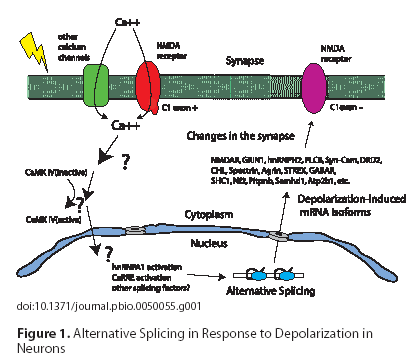 Ca++
other
calcium
channels
NMDA
receptor
Synapse
NMDA
receptor
C1 exon +
C1 exon –
Ca++
Changes in the synapse
?
NMDAR, GRIN1, hnRNPH2, PLCB, Syn-Cam, DRD2,
CHL, Spectrin, Agrin, STREX, GABAR,
SHC1, Nfl, Pitpnb, Samhd1, Atp2b1, etc.
CaMK IV(inactive)
?
CaMK IV(active)
Depolarization-Induced
mRNA Isoforms
Cytoplasm
Nucleus
?
hnRNPA1 activation
CaRRE activation
other splicing factors?
Alternative Splicing
doi:10.1371/journal.pbio.0050055.g001
Figure 1. Alternative Splicing in Response to Depolarization in
Neurons